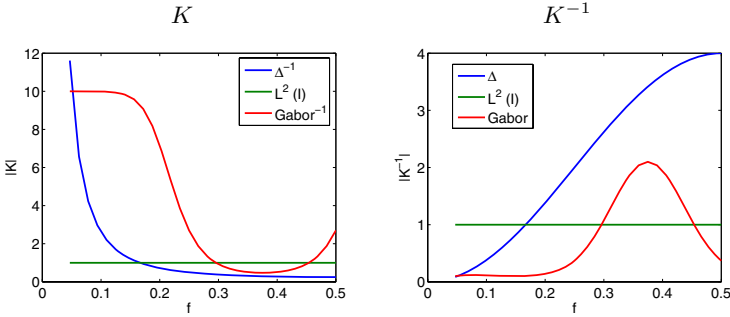 K
K⁻¹
12
10
8
6
4
2
0
|K|
Δ⁻¹
L² (I)
Gabor⁻¹
0 0.1 0.2 0.3 0.4 0.5
f
4
3
2
1
0
|K⁻¹|
Δ
L² (I)
Gabor
0 0.1 0.2 0.3 0.4 0.5
f